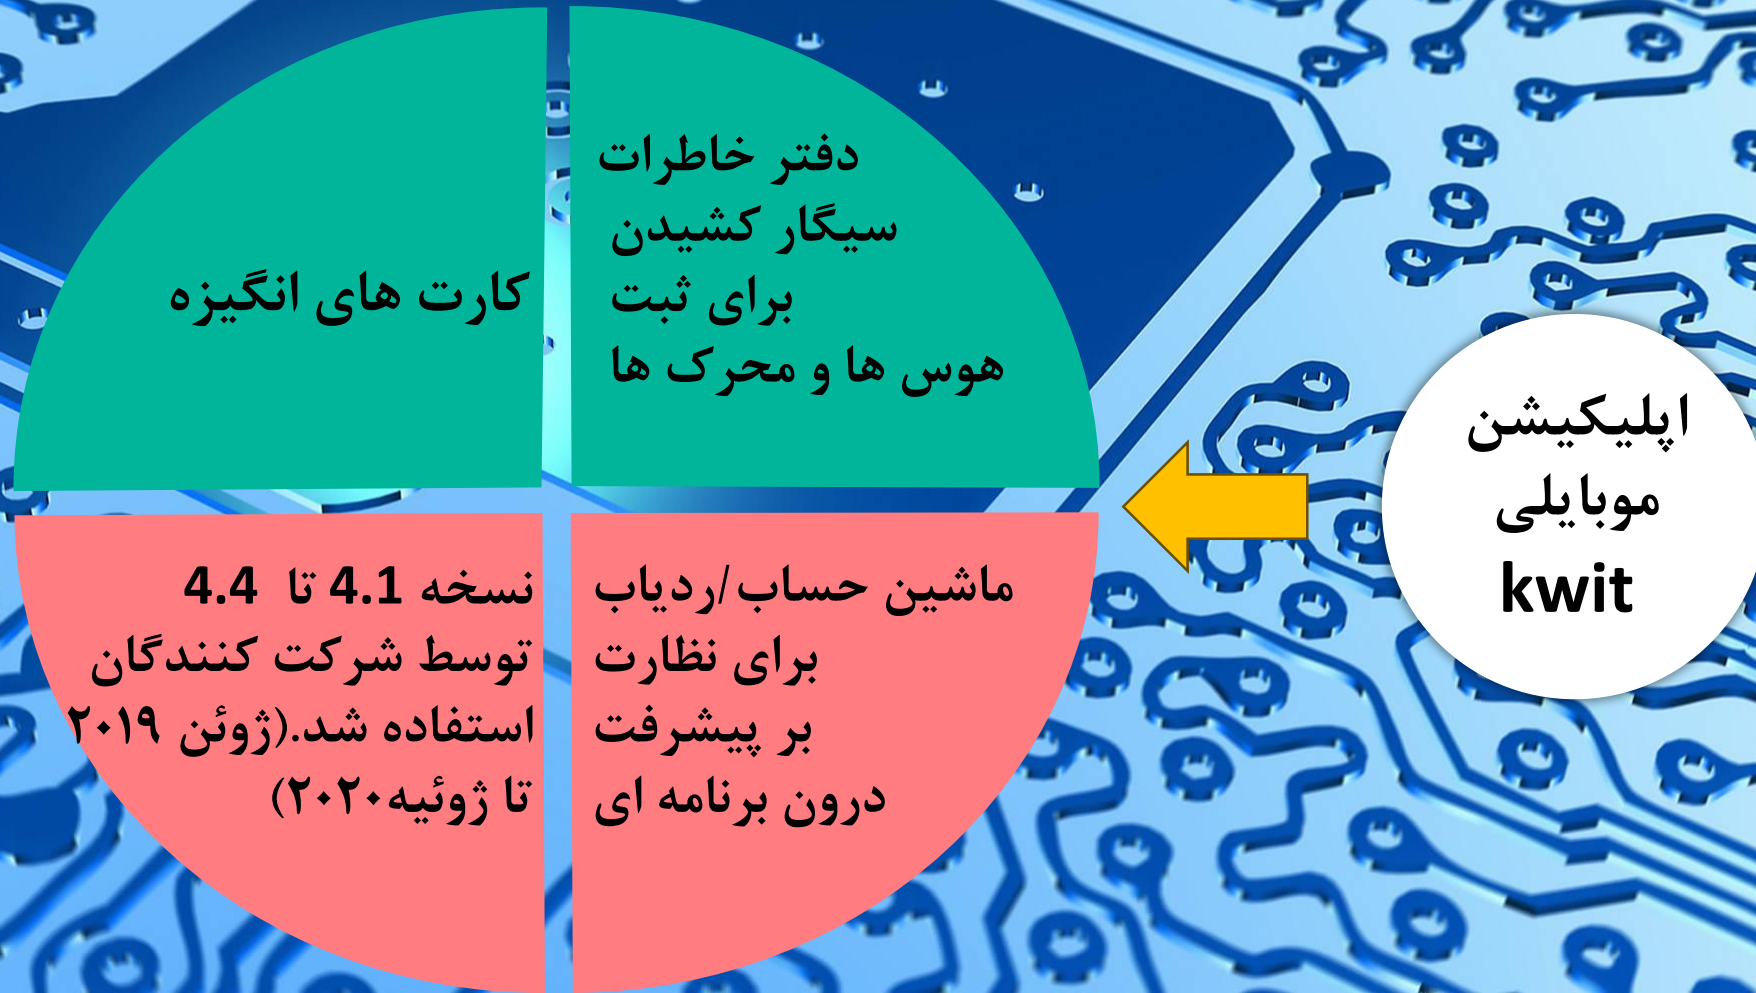 اپلیکیشن
موبایلی
kwit
دفتر خاطرات
سیگار کشیدن
برای ثبت
هوس ها و محرک ها
کارت های انگیزه
ماشین حساب/ردیاب
برای نظارت
بر پیشرفت
درون برنامه ای
نسخه 4.1 تا 4.4
توسط شرکت کنندگان
استفاده شد.(ژوئن ۲۰۱۹
تا ژوئیه۲۰۲۰)